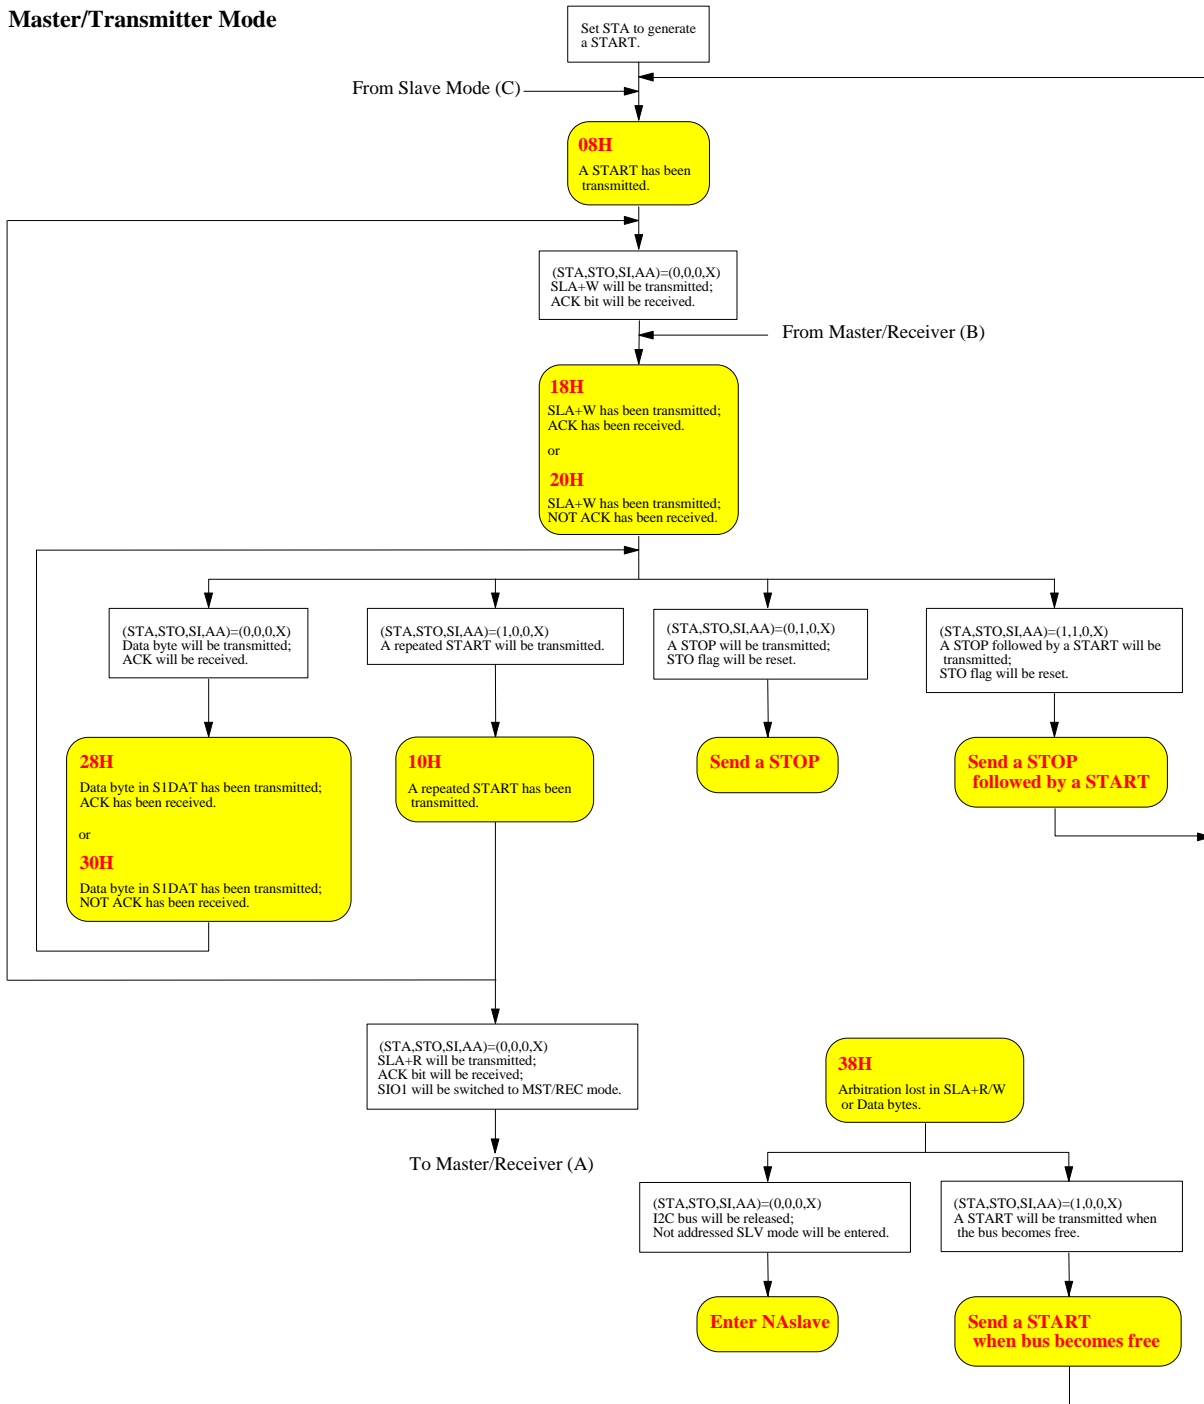 Master/Transmitter Mode
Set STA to generate
a START.
From Slave Mode (C)
08H
A START has been
transmitted.
(STA,STO,SI,AA)=(0,0,0,X)
SLA+W will be transmitted;
ACK bit will be received.
From Master/Receiver (B)
18H
SLA+W has been transmitted;
ACK has been received.
or
20H
SLA+W has been transmitted;
NOT ACK has been received.
(STA,STO,SI,AA)=(0,0,0,X)
Data byte will be transmitted;
ACK will be received.
(STA,STO,SI,AA)=(1,0,0,X)
A repeated START will be transmitted.
(STA,STO,SI,AA)=(0,1,0,X)
A STOP will be transmitted;
STO flag will be reset.
(STA,STO,SI,AA)=(1,1,0,X)
A STOP followed by a START will be
transmitted;
STO flag will be reset.
28H
Data byte in S1DAT has been transmitted;
ACK has been received.
or
30H
Data byte in S1DAT has been transmitted;
NOT ACK has been received.
10H
A repeated START has been
transmitted.
Send a STOP
Send a STOP
followed by a START
(STA,STO,SI,AA)=(0,0,0,X)
SLA+R will be transmitted;
ACK bit will be received;
SIO1 will be switched to MST/REC mode.
To Master/Receiver (A)
38H
Arbitration lost in SLA+R/W
or Data bytes.
(STA,STO,SI,AA)=(0,0,0,X)
I2C bus will be released;
Not addressed SLV mode will be entered.
(STA,STO,SI,AA)=(1,0,0,X)
A START will be transmitted when
the bus becomes free.
Enter NAslave
Send a START
when bus becomes free